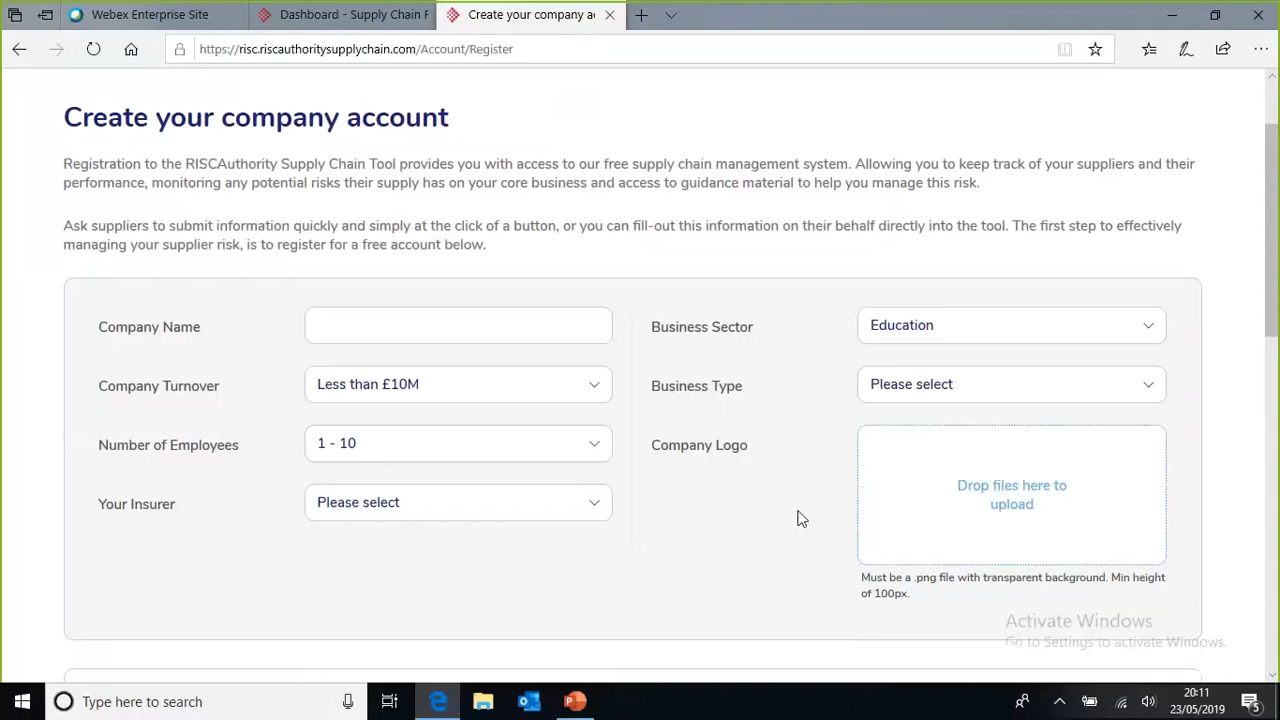 Webex Enterprise Site
Dashboard - Supply Chain F
Create your company ac
https://risc.riscauthoritysupplychain.com/Account/Register
Create your company account
Registration to the RISCAuthority Supply Chain Tool provides you with access to our free supply chain management system. Allowing you to keep track of your suppliers and their
performance, monitoring any potential risks their supply has on your core business and access to guidance material to help you manage this risk.
Ask suppliers to submit information quickly and simply at the click of a button, or you can fill-out this information on their behalf directly into the tool. The first step to effectively
managing your supplier risk, is to register for a free account below.
Company Name
Business Sector
Education
Company Turnover
Less than £10M
Business Type
Please select
Number of Employees
1 - 10
Company Logo
Drop files here to
upload
Your Insurer
Please select
Must be a .png file with transparent background. Min height
of 100px.
Activate Windows
Go to Settings to activate Windows.
Type here to search
20:11
23/05/2019
5